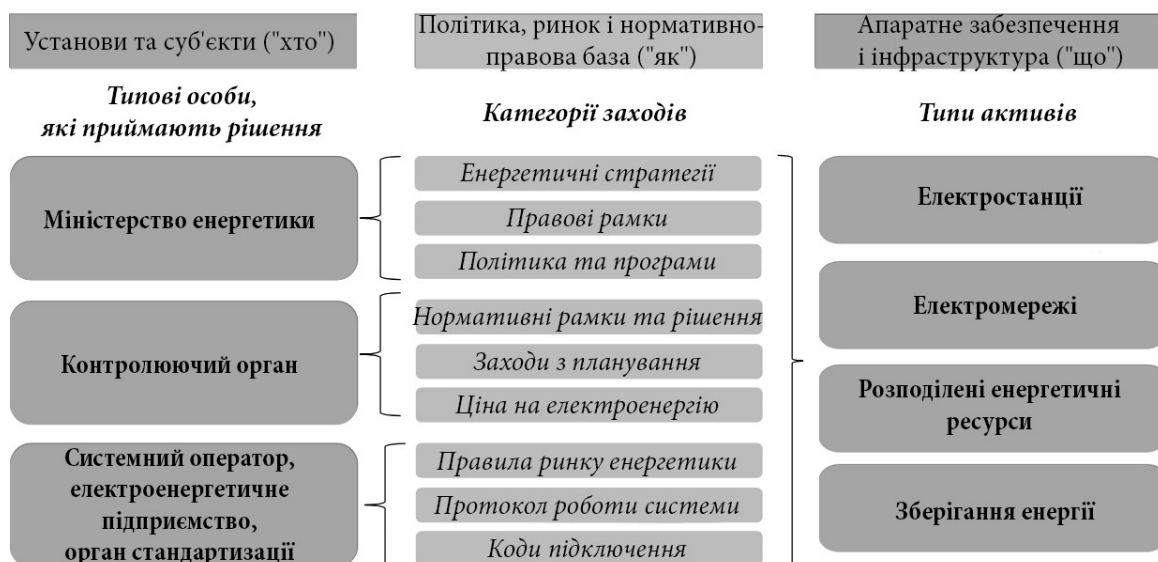 Установи та суб'єкти ("хто")
Політика, ринок і нормативно-
правова база ("як")
Апаратне забезпечення
і інфраструктура ("що")
Типові особи,
які приймають рішення
Категорії заходів
Типи активів
Міністерство енергетики
Енергетичні стратегії
Правові рамки
Політика та програми
Контролюючий орган
Нормативні рамки та рішення
Заходи з планування
Ціна на електроенергію
Системний оператор,
електроенергетичне
підприємство,
орган стандартизації
Правила ринку енергетики
Протокол роботи системи
Коди підключення
Електростанції
Електромережі
Розподілені енергетичні
ресурси
Зберігання енергії